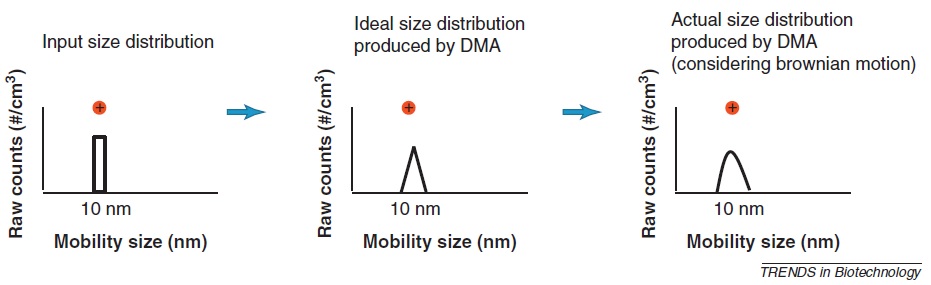 Input size distribution
Raw counts (#/cm³)
+
10 nm
Mobility size (nm)
Ideal size distribution
produced by DMA
Raw counts (#/cm³)
+
10 nm
Mobility size (nm)
Actual size distribution
produced by DMA
(considering brownian motion)
Raw counts (#/cm³)
+
10 nm
Mobility size (nm)
TRENDS in Biotechnology